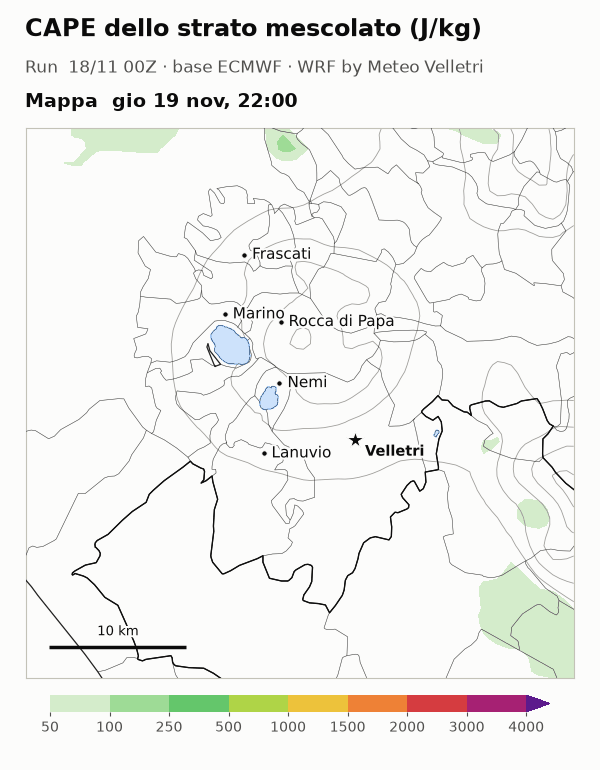 CAPE dello strato mescolato (J/kg)
Run 18/11 00Z · base ECMWF · WRF by Meteo Velletri
Mappa gio 19 nov, 22:00
Frascati
Marino
Rocca di Papa
Nemi
Velletri
Lanuvio
10 km
50 100 250 500 1000 1500 2000 3000 4000